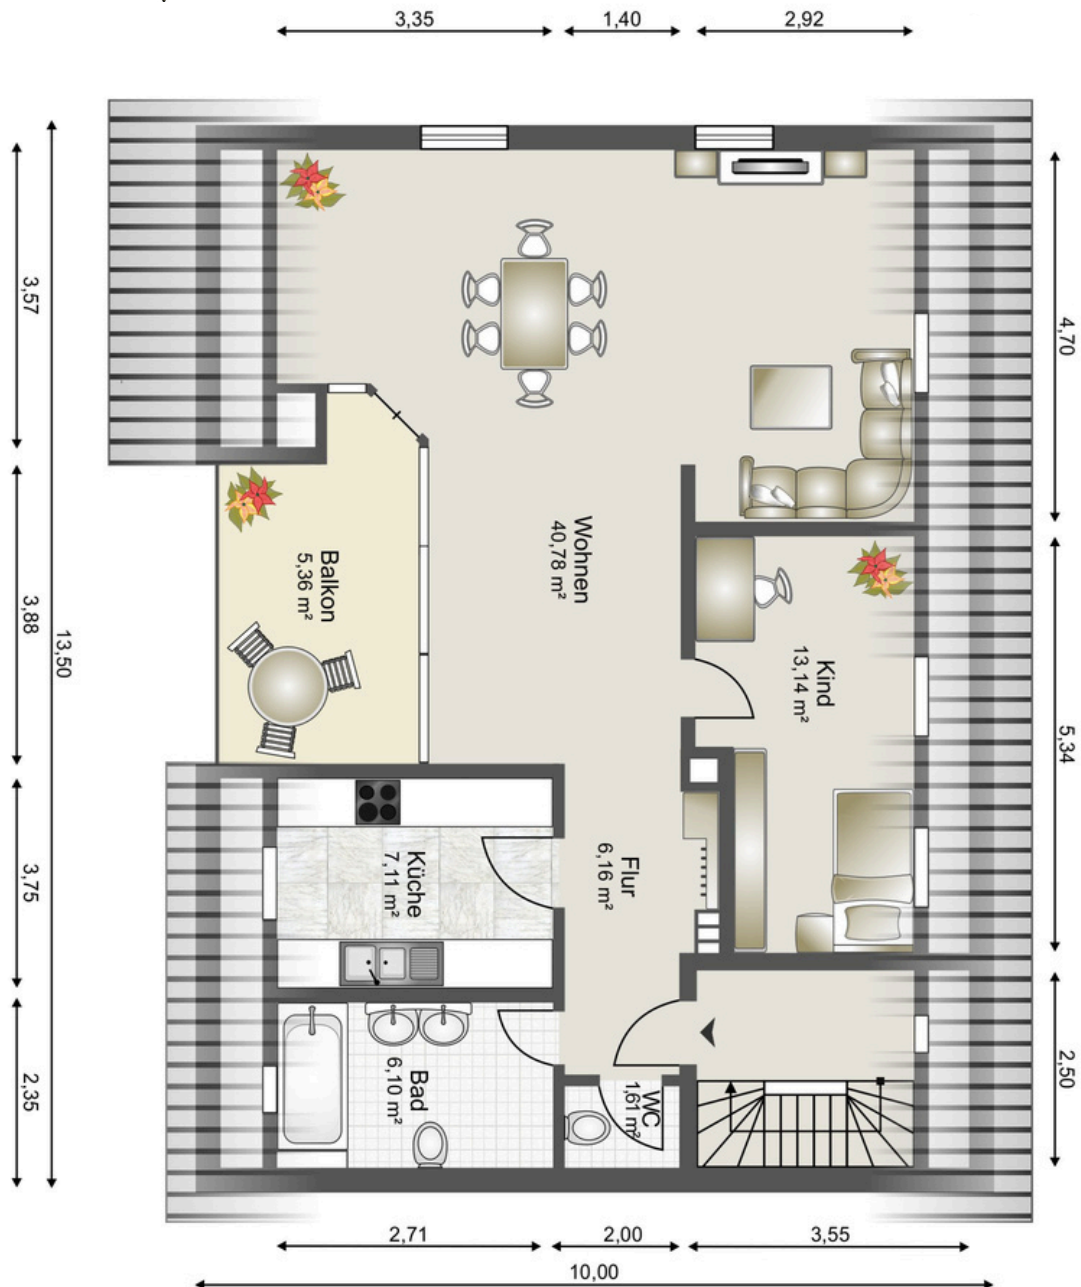 3,35
1,40
2,92
3,57
3,88
13,50
3,75
2,35
4,70
5,34
2,50
Wohnen
40,78 m²
Balkon
5,36 m²
Kind
13,14 m²
Küche
7,11 m²
Flur
6,16 m²
Bad
6,10 m²
WC
1,61 m²
2,71
2,00
3,55
10,00